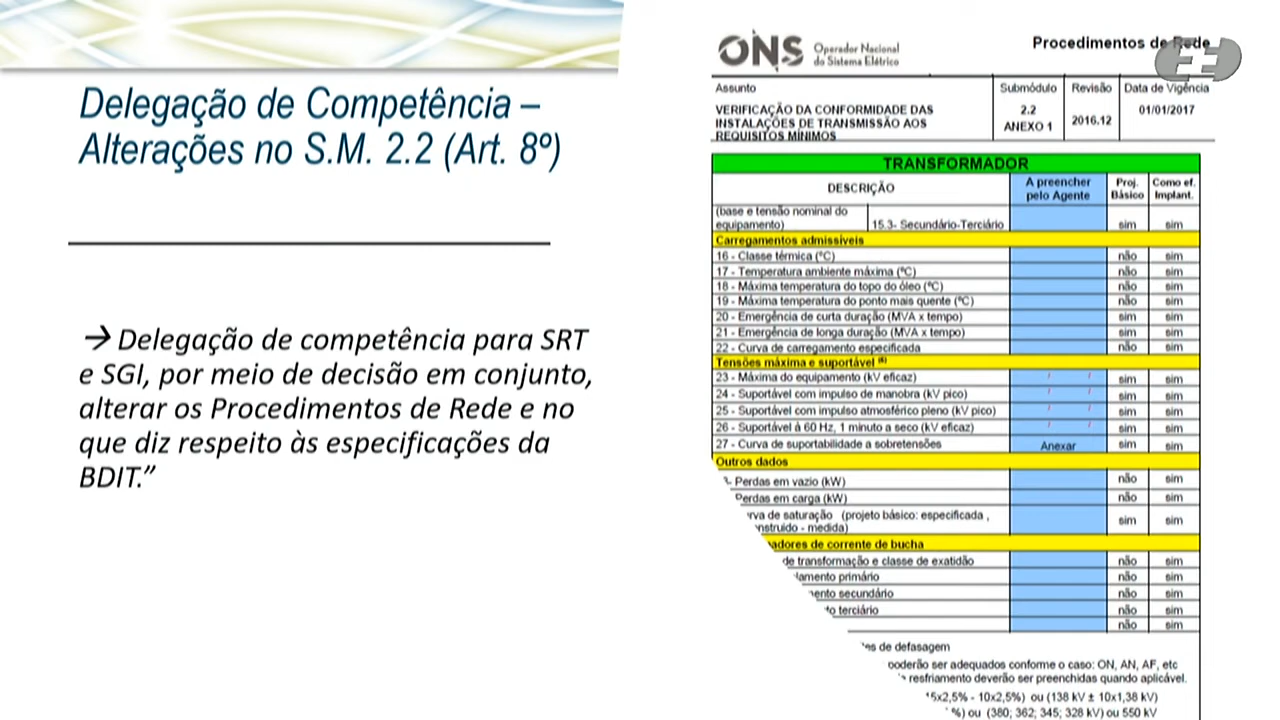 Delegação de Competência –
Alterações no S.M. 2.2 (Art. 8º)
→ Delegação de competência para SRT
e SGI, por meio de decisão em conjunto,
alterar os Procedimentos de Rede e no
que diz respeito às especificações da
BDIT.”
ONS Operador Nacional
do Sistema Elétrico
Procedimentos de Rede
Assunto Submódulo Revisão Data de Vigência
VERIFICAÇÃO DA CONFORMIDADE DAS
INSTALAÇÕES DE TRANSMISSÃO AOS
REQUISITOS MÍNIMOS
2.2
ANEXO 1
2016.12
01/01/2017
TRANSFORMADOR
DESCRIÇÃO
A preencher
pelo Agente
Proj.
Básico
Como ef.
Implant.
(base e tensão nominal do
equipamento) 15.3- Secundário-Terciário sim sim
Carregamentos admissíveis
16 - Classe térmica (ºC) não sim
17 - Temperatura ambiente máxima (ºC) não sim
18 - Máxima temperatura do topo do óleo (ºC) não sim
19 - Máxima temperatura do ponto mais quente (ºC) não sim
20 - Emergência de curta duração (MVA x tempo) sim sim
21 - Emergência de longa duração (MVA x tempo) sim sim
22 - Curva de carregamento especificada não sim
Tensões máxima e suportável
23 - Máxima do equipamento (kV eficaz) sim sim
24 - Suportável com impulso de manobra (kV pico) sim sim
25 - Suportável com impulso atmosférico pleno (kV pico) sim sim
26 - Suportável à 60 Hz, 1 minuto a seco (kV eficaz) sim sim
27 - Curva de suportabilidade a sobretensões Anexar sim sim
Outros dados
- Perdas em vazio (kW) não sim
Perdas em carga (kW) não sim
rva de saturação (projeto básico: especificada ,
nstruído - medida) sim sim
adores de corrente de bucha
de transformação e classe de exatidão não sim
lamento primário não sim
ento secundário não sim
to terciário não sim
não sim
es de defasagem
poderão ser adequados conforme o caso: ON, AN, AF, etc
resfriamento deverão ser preenchidas quando aplicável.
5x2,5% - 10x2,5%) ou (138 kV ± 10x1,38 kV)
%) ou (380; 362; 345; 328 kV) ou 550 kV